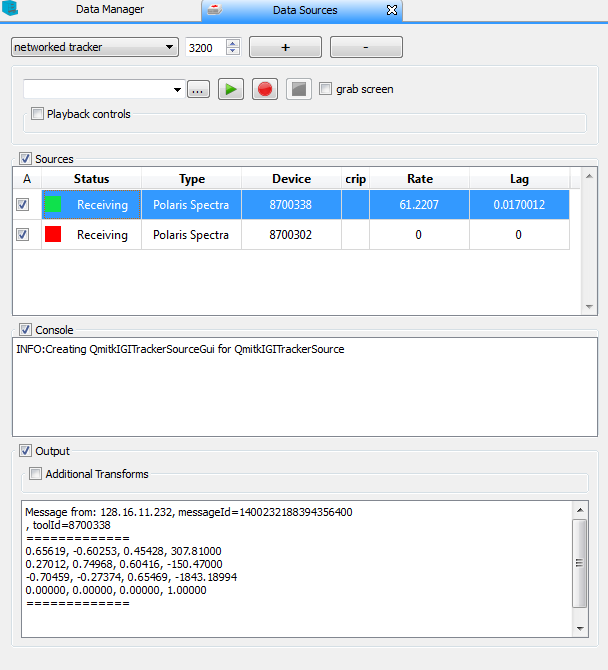 Data Manager
Data Sources
networked tracker
3200
+
-
...
grab screen
Playback controls
Sources
A Status Type Device crip Rate Lag
Receiving Polaris Spectra 8700338 61.2207 0.0170012
Receiving Polaris Spectra 8700302 0 0
Console
INFO:Creating QmitkIGITrackerSourceGui for QmitkIGITrackerSource
Output
Additional Transforms
Message from: 128.16.11.232, messageId=1400232188394356400
, toolId=8700338
=============
0.65619, -0.60253, 0.45428, 307.81000
0.27012, 0.74968, 0.60416, -150.47000
-0.70459, -0.27374, 0.65469, -1843.18994
0.00000, 0.00000, 0.00000, 1.00000
=============